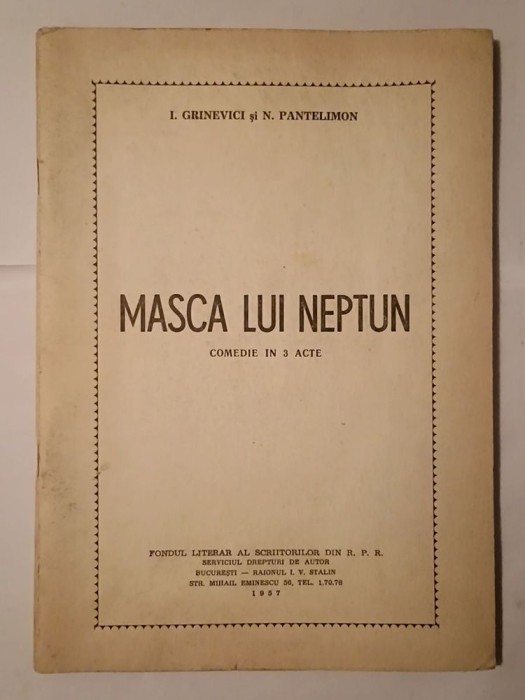 I. GRINEVICI și N. PANTELIMON
MASCA LUI NEPTUN
COMEDIE IN 3 ACTE
FONDUL LITERAR AL SCRIITORILOR DIN R. P. R.
SERVICIUL DREPTURI DE AUTOR
BUCUREȘTI — RAIONUL I. V. STALIN
STR. MIHAIL EMINESCU 56, TEL. 1.70.76
1957